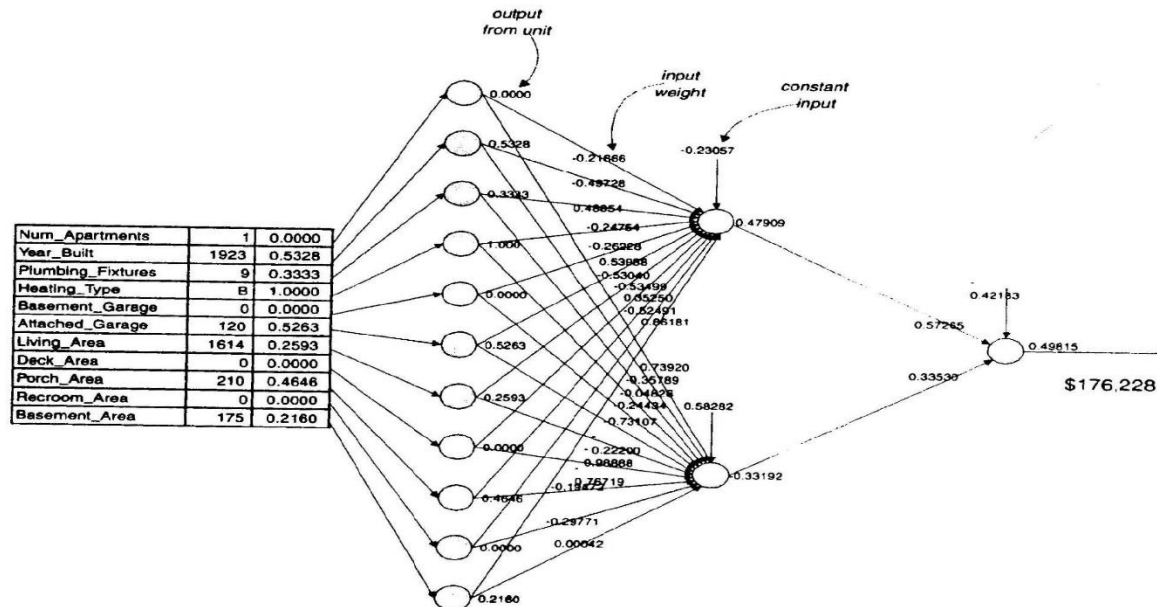 output
from unit
input
weight
constant
input
Num_Apartments 1 0.0000
Year_Built 1923 0.5328
Plumbing_Fixtures 9 0.3333
Heating_Type B 1.0000
Basement_Garage 0 0.0000
Attached_Garage 120 0.5263
Living_Area 1614 0.2593
Deck_Area 0 0.0000
Porch_Area 210 0.4646
Recroom_Area 0 0.0000
Basement_Area 175 0.2160
0.0000
0.5328
0.3333
1.000
0.0000
0.5263
0.2593
0.0000
0.4646
0.0000
0.2160
-0.23057
-0.21666
-0.49728
0.48854
-0.24754
-0.26228
0.53988
-0.53040
-0.53499
0.35250
-0.52491
0.86181
0.47909
0.73920
-0.35789
-0.04826
-0.24434
-0.73107
0.58282
-0.22200
0.98888
0.76719
-0.29771
0.00042
-0.33192
0.42183
0.57265
0.49815
0.33530
$176,228